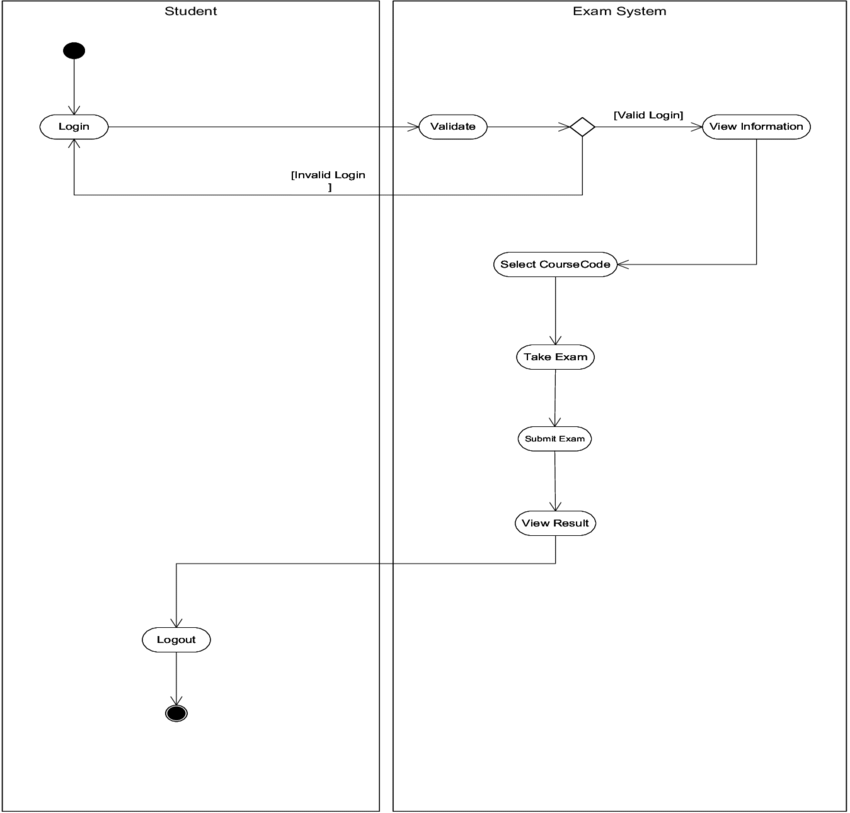 Student
Exam System
Login
Validate
[Valid Login]
View Information
[Invalid Login
]
Select CourseCode
Take Exam
Submit Exam
View Result
Logout